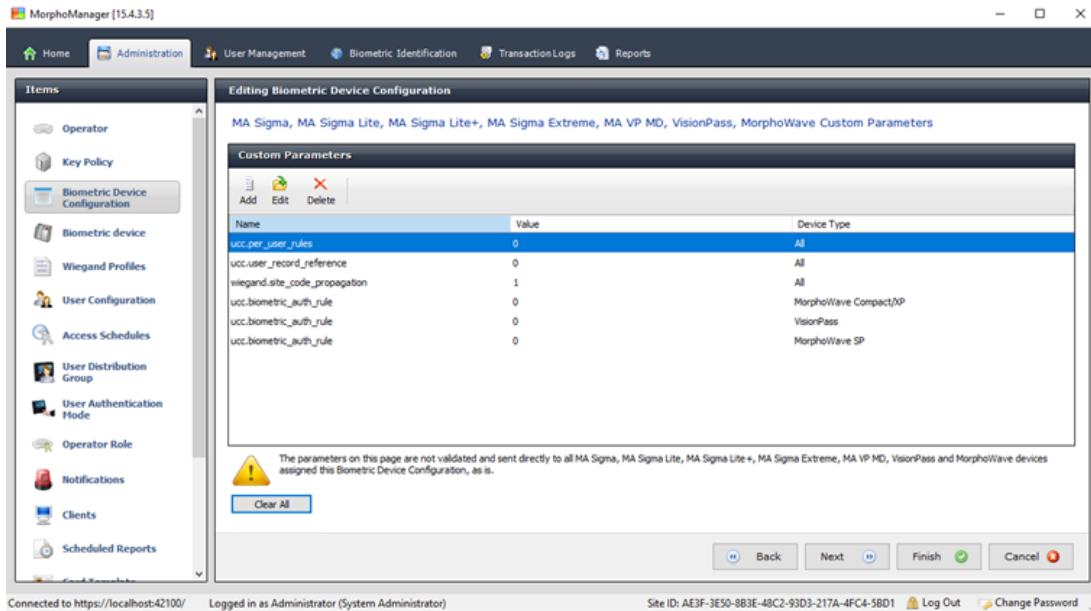 MorphoManager [15.4.3.5]
Home Administration User Management Biometric Identification Transaction Logs Reports
Items
Operator
Key Policy
Biometric Device
Configuration
Biometric device
Wiegand Profiles
User Configuration
Access Schedules
User Distribution
Group
User Authentication
Mode
Operator Role
Notifications
Clients
Scheduled Reports
Card Template
Editing Biometric Device Configuration
MA Sigma, MA Sigma Lite, MA Sigma Lite+, MA Sigma Extreme, MA VP MD, VisionPass, MorphoWave Custom Parameters
Custom Parameters
Add Edit Delete
Name Value Device Type
ucc.per_user_rules 0 All
ucc.user_record_reference 0 All
wiegand.site_code_propagation 1 All
ucc.biometric_auth_rule 0 MorphoWave Compact/XP
ucc.biometric_auth_rule 0 VisionPass
ucc.biometric_auth_rule 0 MorphoWave SP
The parameters on this page are not validated and sent directly to all MA Sigma, MA Sigma Lite, MA Sigma Lite+, MA Sigma Extreme, MA VP MD, VisionPass and MorphoWave devices
assigned this Biometric Device Configuration, as is.
Clear All
Back Next Finish Cancel
Connected to https://localhost:42100/ Logged in as Administrator (System Administrator) Site ID: AE3F-3E50-8B3E-48C2-93D3-217A-4FC4-5BD1 Log Out Change Password